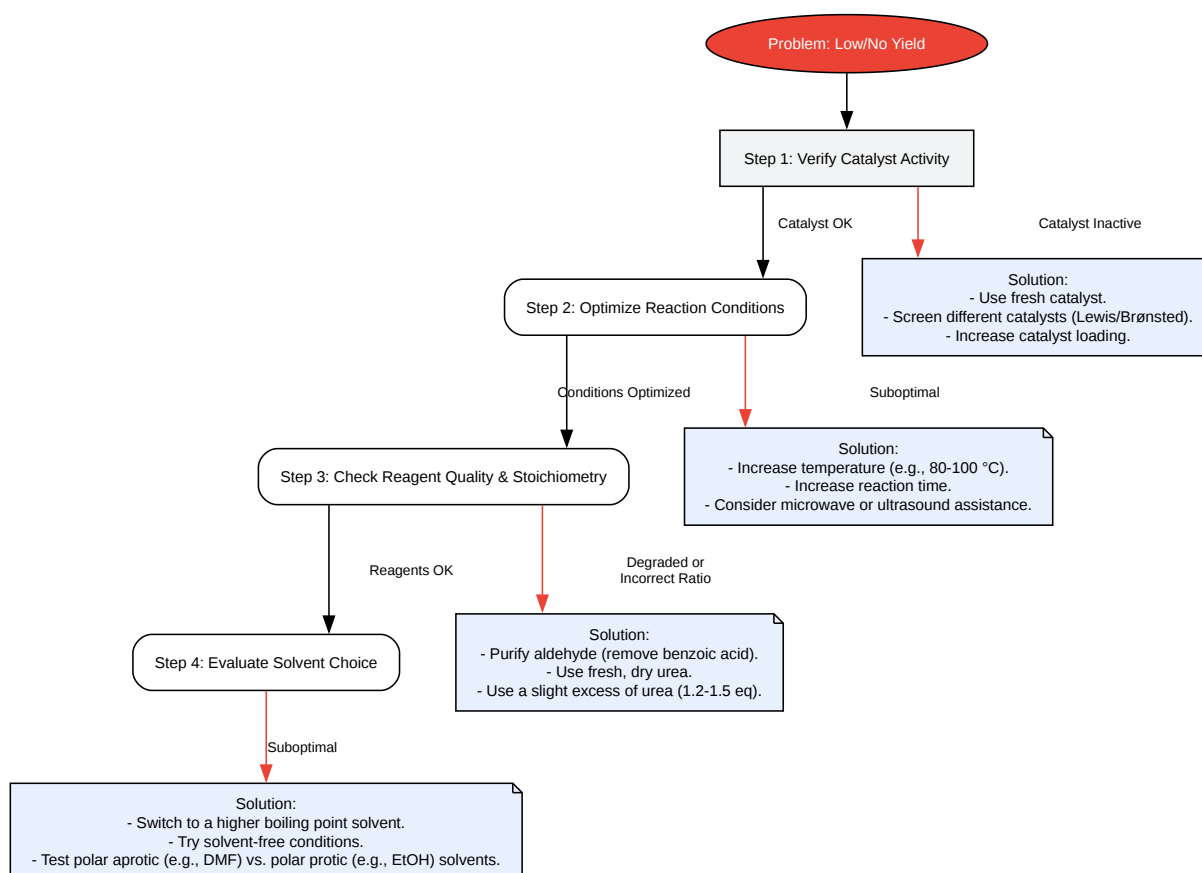 Problem: Low/No Yield
Step 1: Verify Catalyst Activity
Catalyst OK
Catalyst Inactive
Solution:
- Use fresh catalyst.
- Screen different catalysts (Lewis/Brønsted).
- Increase catalyst loading.
Step 2: Optimize Reaction Conditions
Conditions Optimized
Suboptimal
Solution:
- Increase temperature (e.g., 80-100 °C).
- Increase reaction time.
- Consider microwave or ultrasound assistance.
Step 3: Check Reagent Quality & Stoichiometry
Reagents OK
Degraded or
Incorrect Ratio
Solution:
- Purify aldehyde (remove benzoic acid).
- Use fresh, dry urea.
- Use a slight excess of urea (1.2-1.5 eq).
Step 4: Evaluate Solvent Choice
Suboptimal
Solution:
- Switch to a higher boiling point solvent.
- Try solvent-free conditions.
- Test polar aprotic (e.g., DMF) vs. polar protic (e.g., EtOH) solvents.